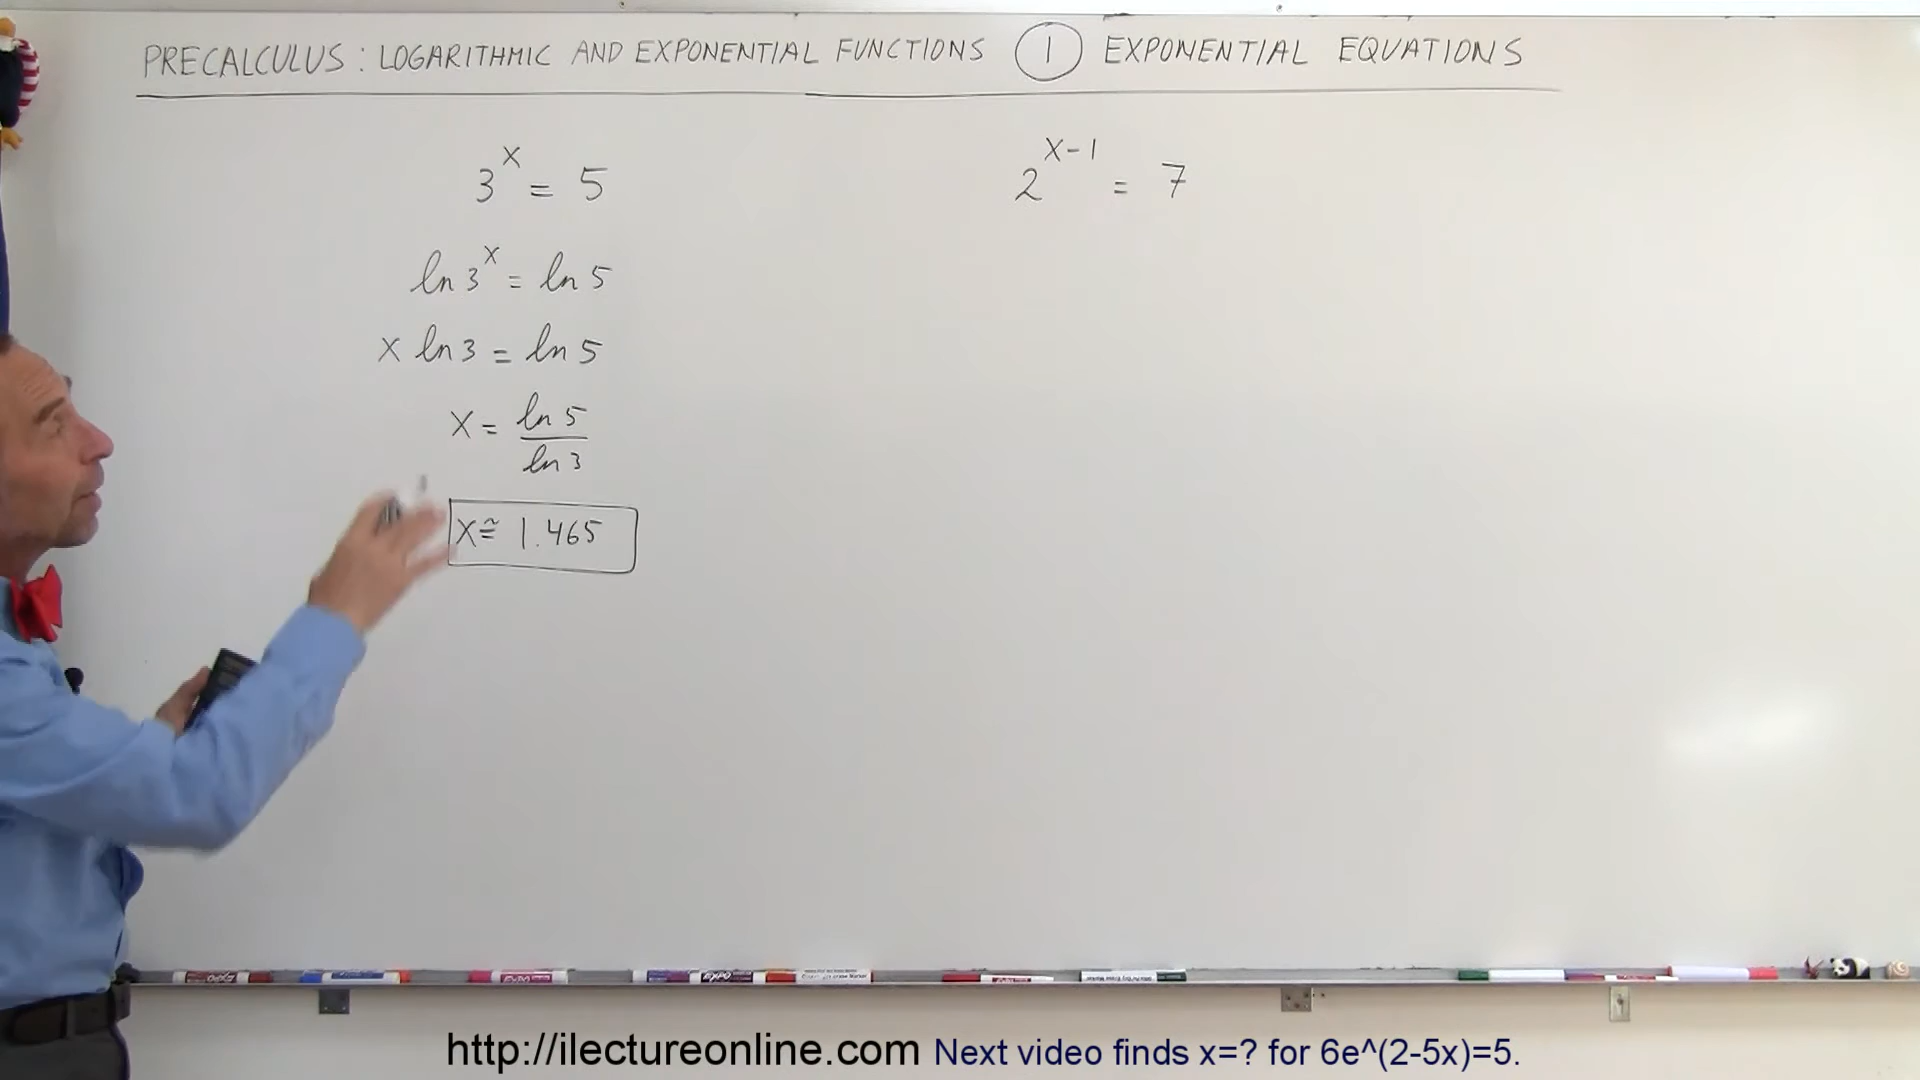 PRECALCULUS : LOGARITHMIC AND EXPONENTIAL FUNCTIONS 1 EXPONENTIAL EQUATIONS
3^x = 5
ln 3^x = ln 5
x ln 3 = ln 5
x = ln 5 / ln 3
x ≅ 1.465
2^(x-1) = 7
EXPO
http://ilectureonline.com Next video finds x=? for 6e^(2-5x)=5.